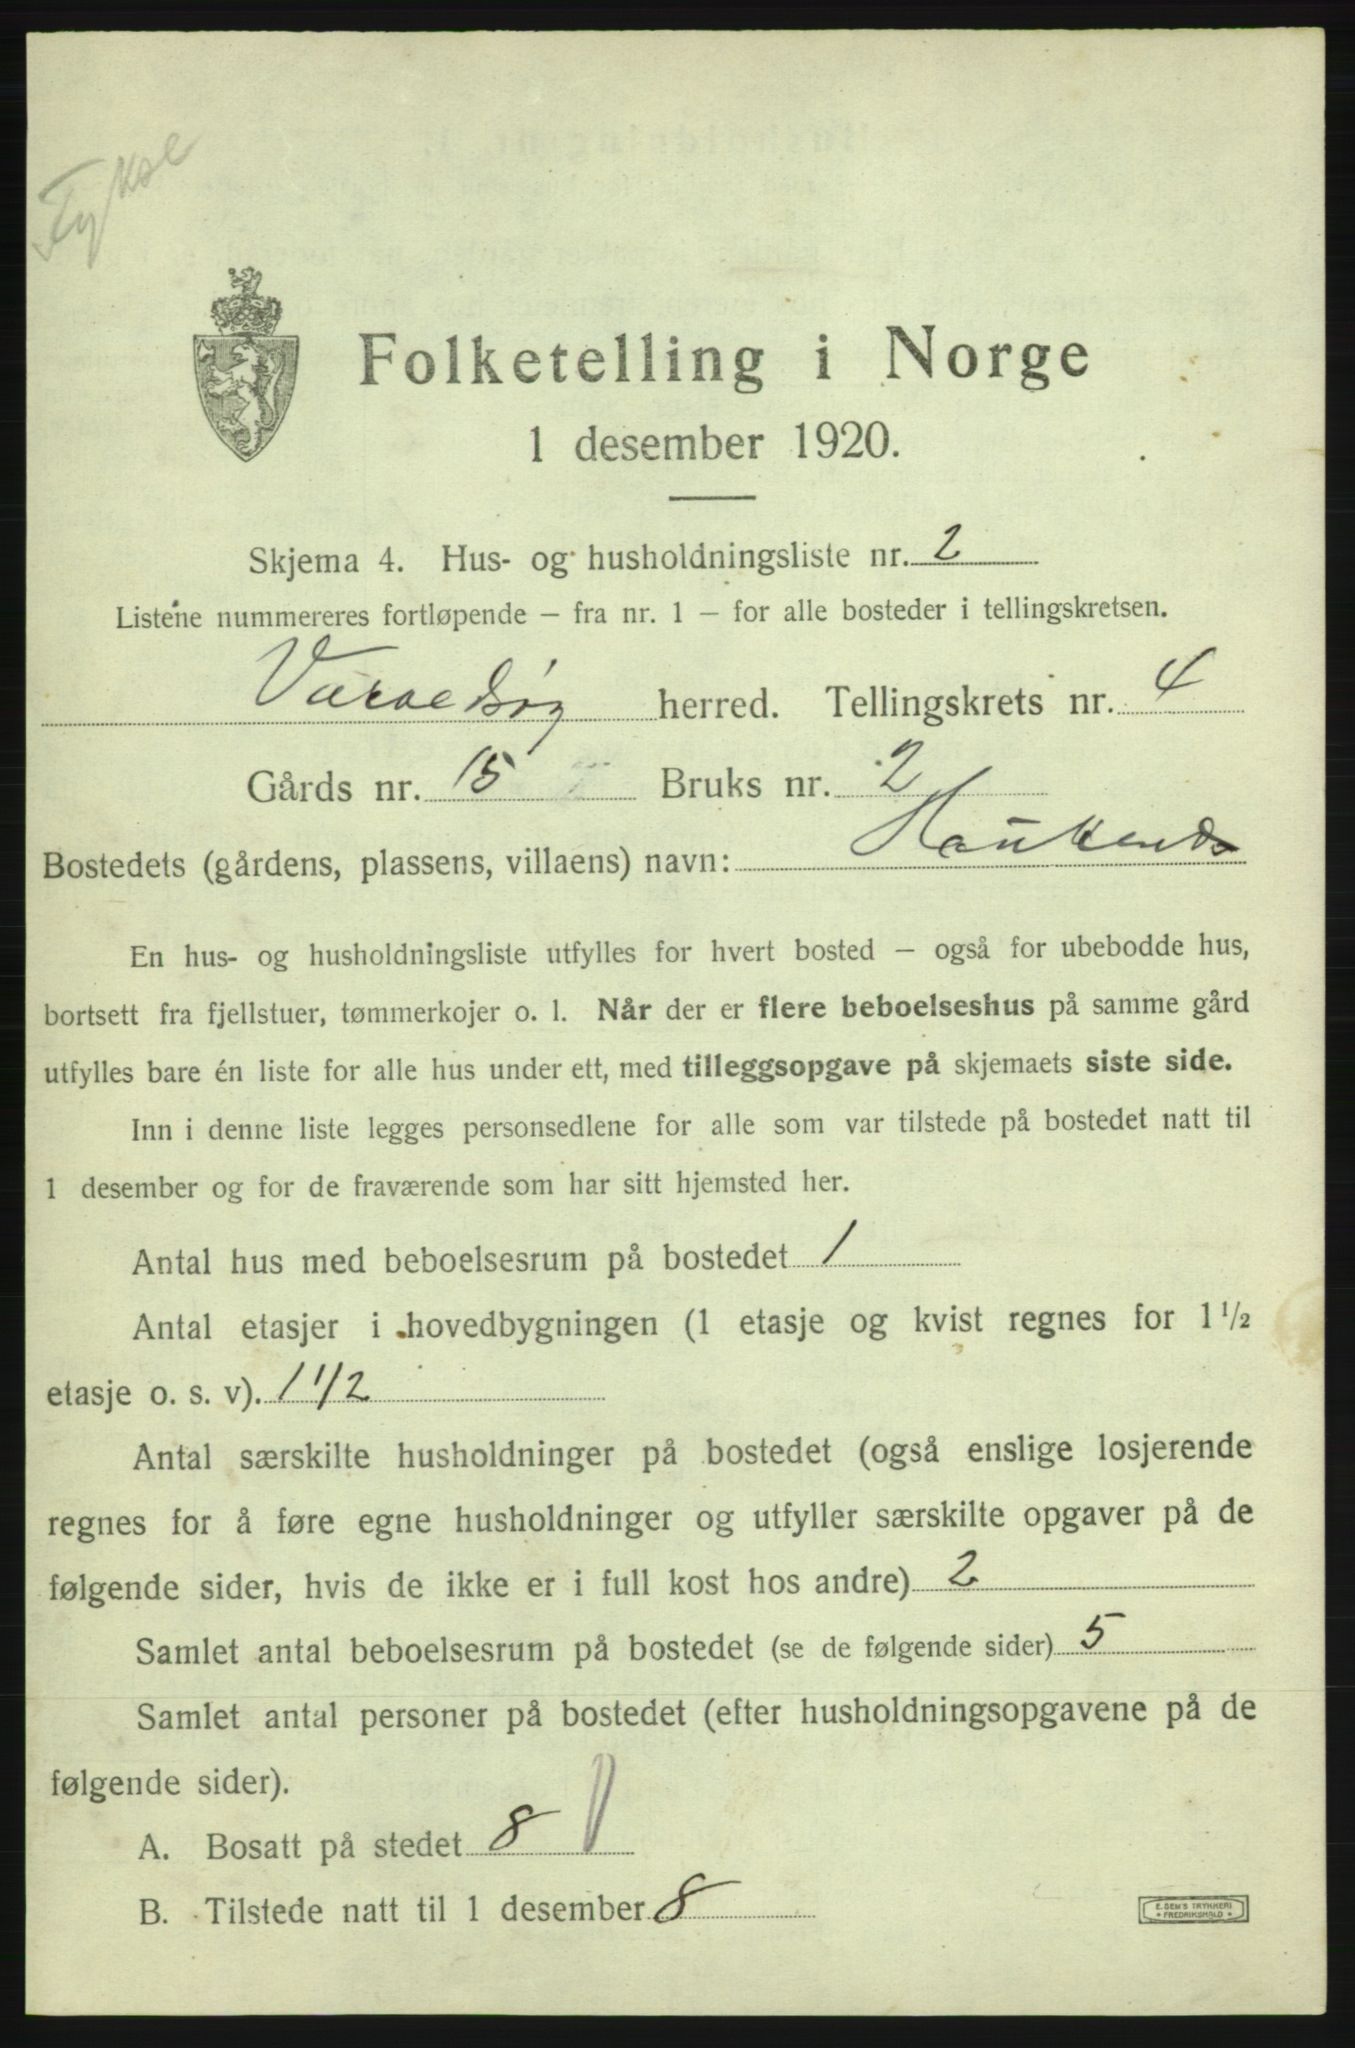 Fykse
Folketelling i Norge
1 desember 1920.
Skjema 4. Hus- og husholdningsliste nr. 2
Listene nummereres fortløpende – fra nr. 1 – for alle bosteder i tellingskretsen.
herred. Tellingskrets nr. 4
Gårds nr. 15 Bruks nr. 2
Bostedets (gårdens, plassens, villaens) navn:
En hus- og husholdningsliste utfylles for hvert bosted – også for ubebodde hus,
bortsett fra fjellstuer, tømmerkojer o. l. Når der er flere beboelseshus på samme gård
utfylles bare én liste for alle hus under ett, med tilleggsopgave på skjemaets siste side.
Inn i denne liste legges personsedlene for alle som var tilstede på bostedet natt til
1 desember og for de fraværende som har sitt hjemsted her.
Antal hus med beboelsesrum på bostedet 1
Antal etasjer i hovedbygningen (1 etasje og kvist regnes for 1 1/2
etasje o. s. v). 1 1/2
Antal særskilte husholdninger på bostedet (også enslige losjerende
regnes for å føre egne husholdninger og utfyller særskilte opgaver på de
følgende sider, hvis de ikke er i full kost hos andre) 2
Samlet antal beboelsesrum på bostedet (se de følgende sider) 5
Samlet antal personer på bostedet (efter husholdningsopgavene på de
følgende sider).
A. Bosatt på stedet 8
B. Tilstede natt til 1 desember 8
E. SEM'S TRYKKERI
FREDRIKSHALD